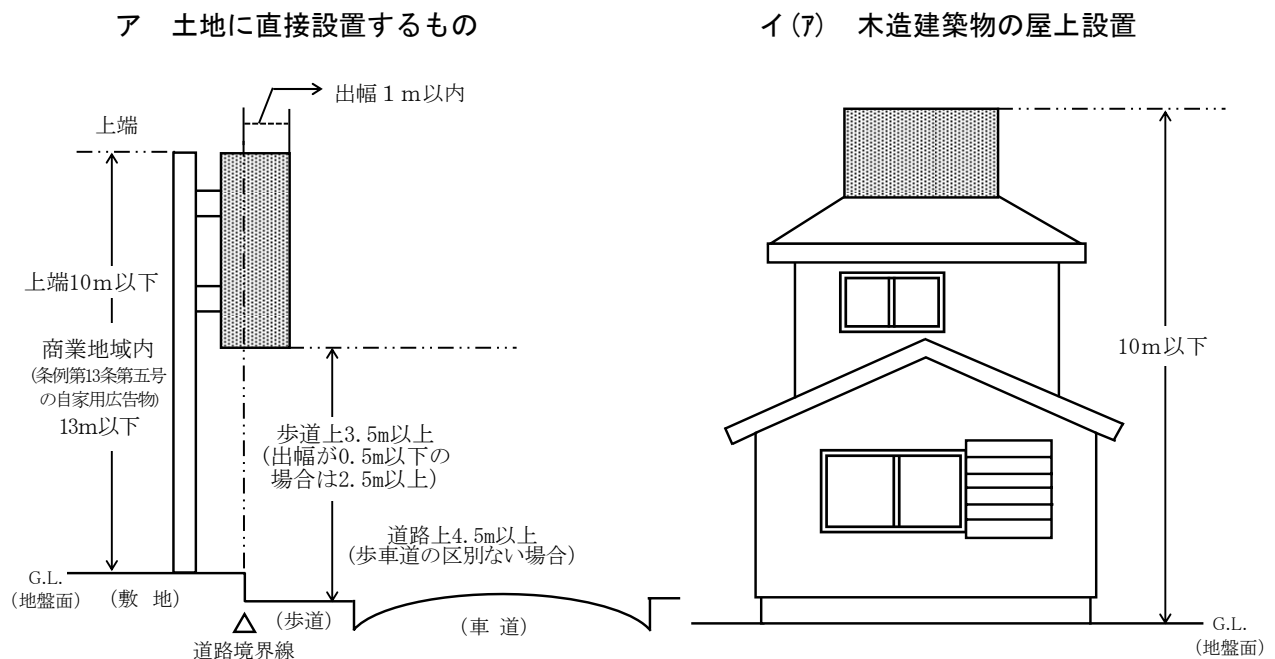 ア 土地に直接設置するもの
出幅1m以内
上端
上端10m以下
商業地域内
(条例第13条第五号
の自家用広告物)
13m以下
歩道上3.5m以上
(出幅が0.5m以下の
場合は2.5m以上)
道路上4.5m以上
(歩車道の区別ない場合)
G.L.
(地盤面)
(敷 地)
(歩道)
(車 道)
道路境界線
イ(ア) 木造建築物の屋上設置
10m以下
G.L.
(地盤面)